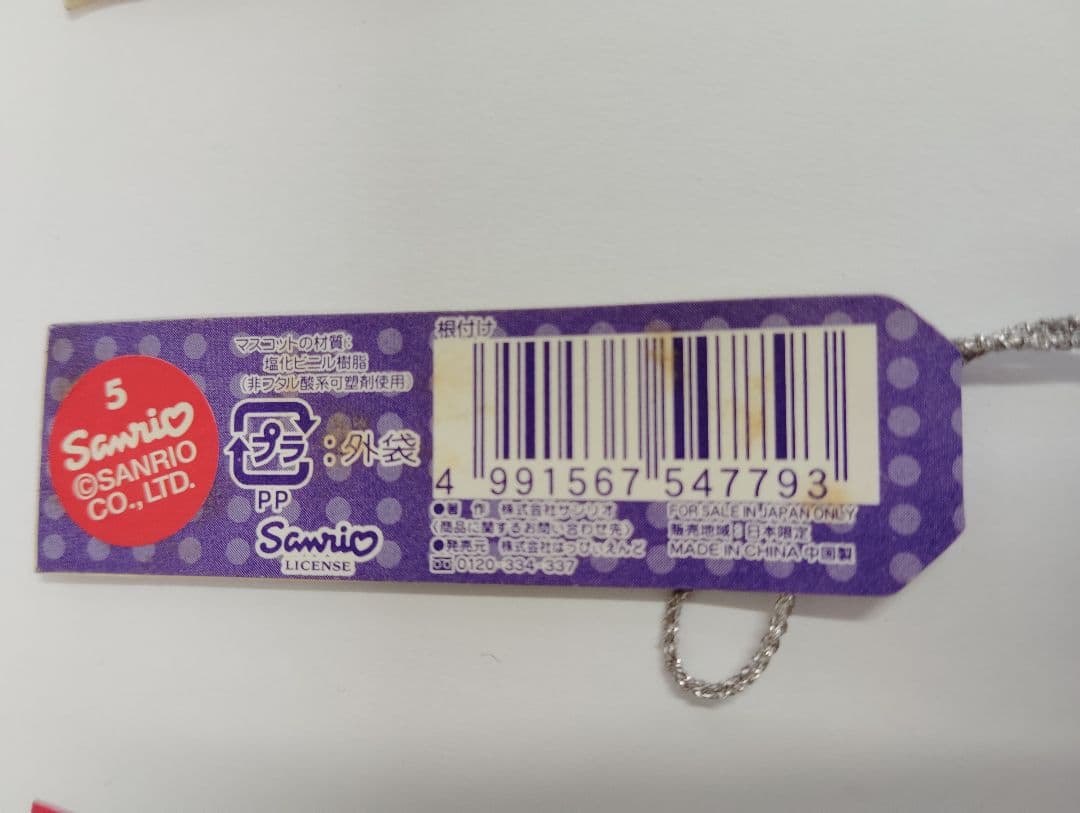 5
Sanrio
©SANRIO
CO.,LTD.
マスコットの材質:
塩化ビニル樹脂
(非フタル酸系可塑剤使用)
プラ:外袋
PP
Sanrio
LICENSE
根付け
4 991567 547793
●著 作 株式会社サンリオ
(商品に関するお問い合わせ先)
●発売元 株式会社はっぴぃえんど
0120-334-337
FOR SALE IN JAPAN ONLY
販売地域:日本限定
MADE IN CHINA 中国製